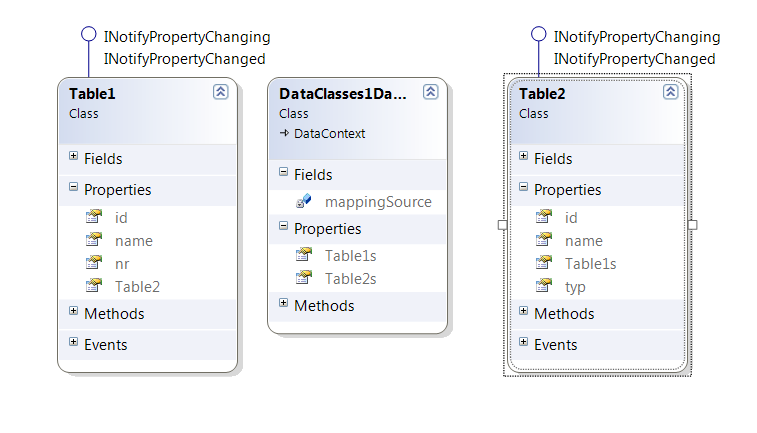 INotifyPropertyChanging
INotifyPropertyChanged
Table1
Class
Fields
Properties
id
name
nr
Table2
Methods
Events
DataClasses1Da...
Class
DataContext
Fields
mappingSource
Properties
Table1s
Table2s
Methods
INotifyPropertyChanging
INotifyPropertyChanged
Table2
Class
Fields
Properties
id
name
Table1s
typ
Methods
Events